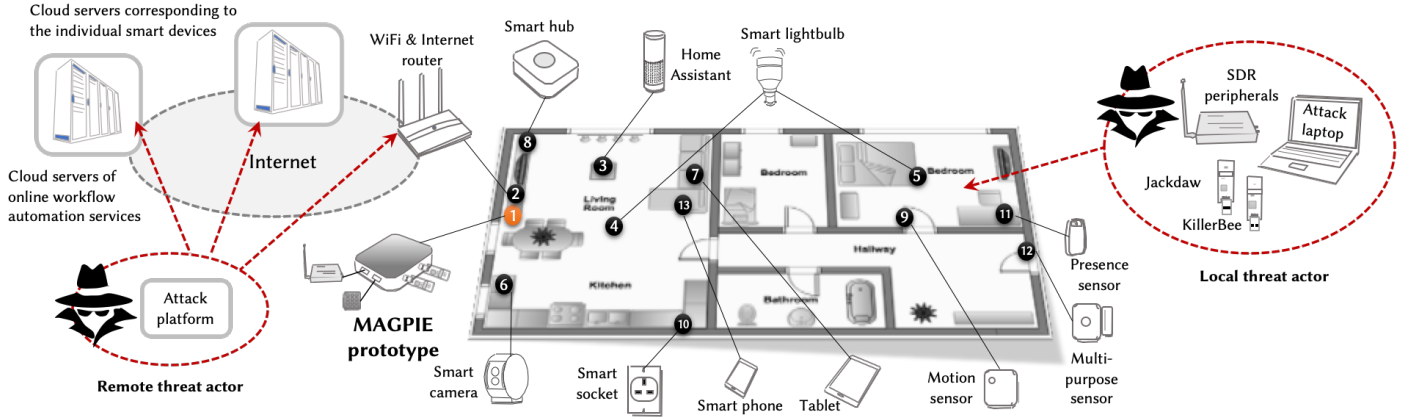 Cloud servers corresponding to
the individual smart devices
WiFi & Internet
router
Smart hub
Home
Assistant
Smart lightbulb
SDR
peripherals
Attack
laptop
Jackdaw
KillerBee
Local threat actor
Internet
Cloud servers of
online workflow
automation services
8
3
2
1
7
13
4
5
9
11
12
6
10
Living
Room
Bedroom
Bedroom
Hallway
Kitchen
Bathroom
Presence
sensor
Attack
platform
Remote threat actor
MAGPIE
prototype
Smart
camera
Smart
socket
Smart phone
Tablet
Motion
sensor
Multi-
purpose
sensor